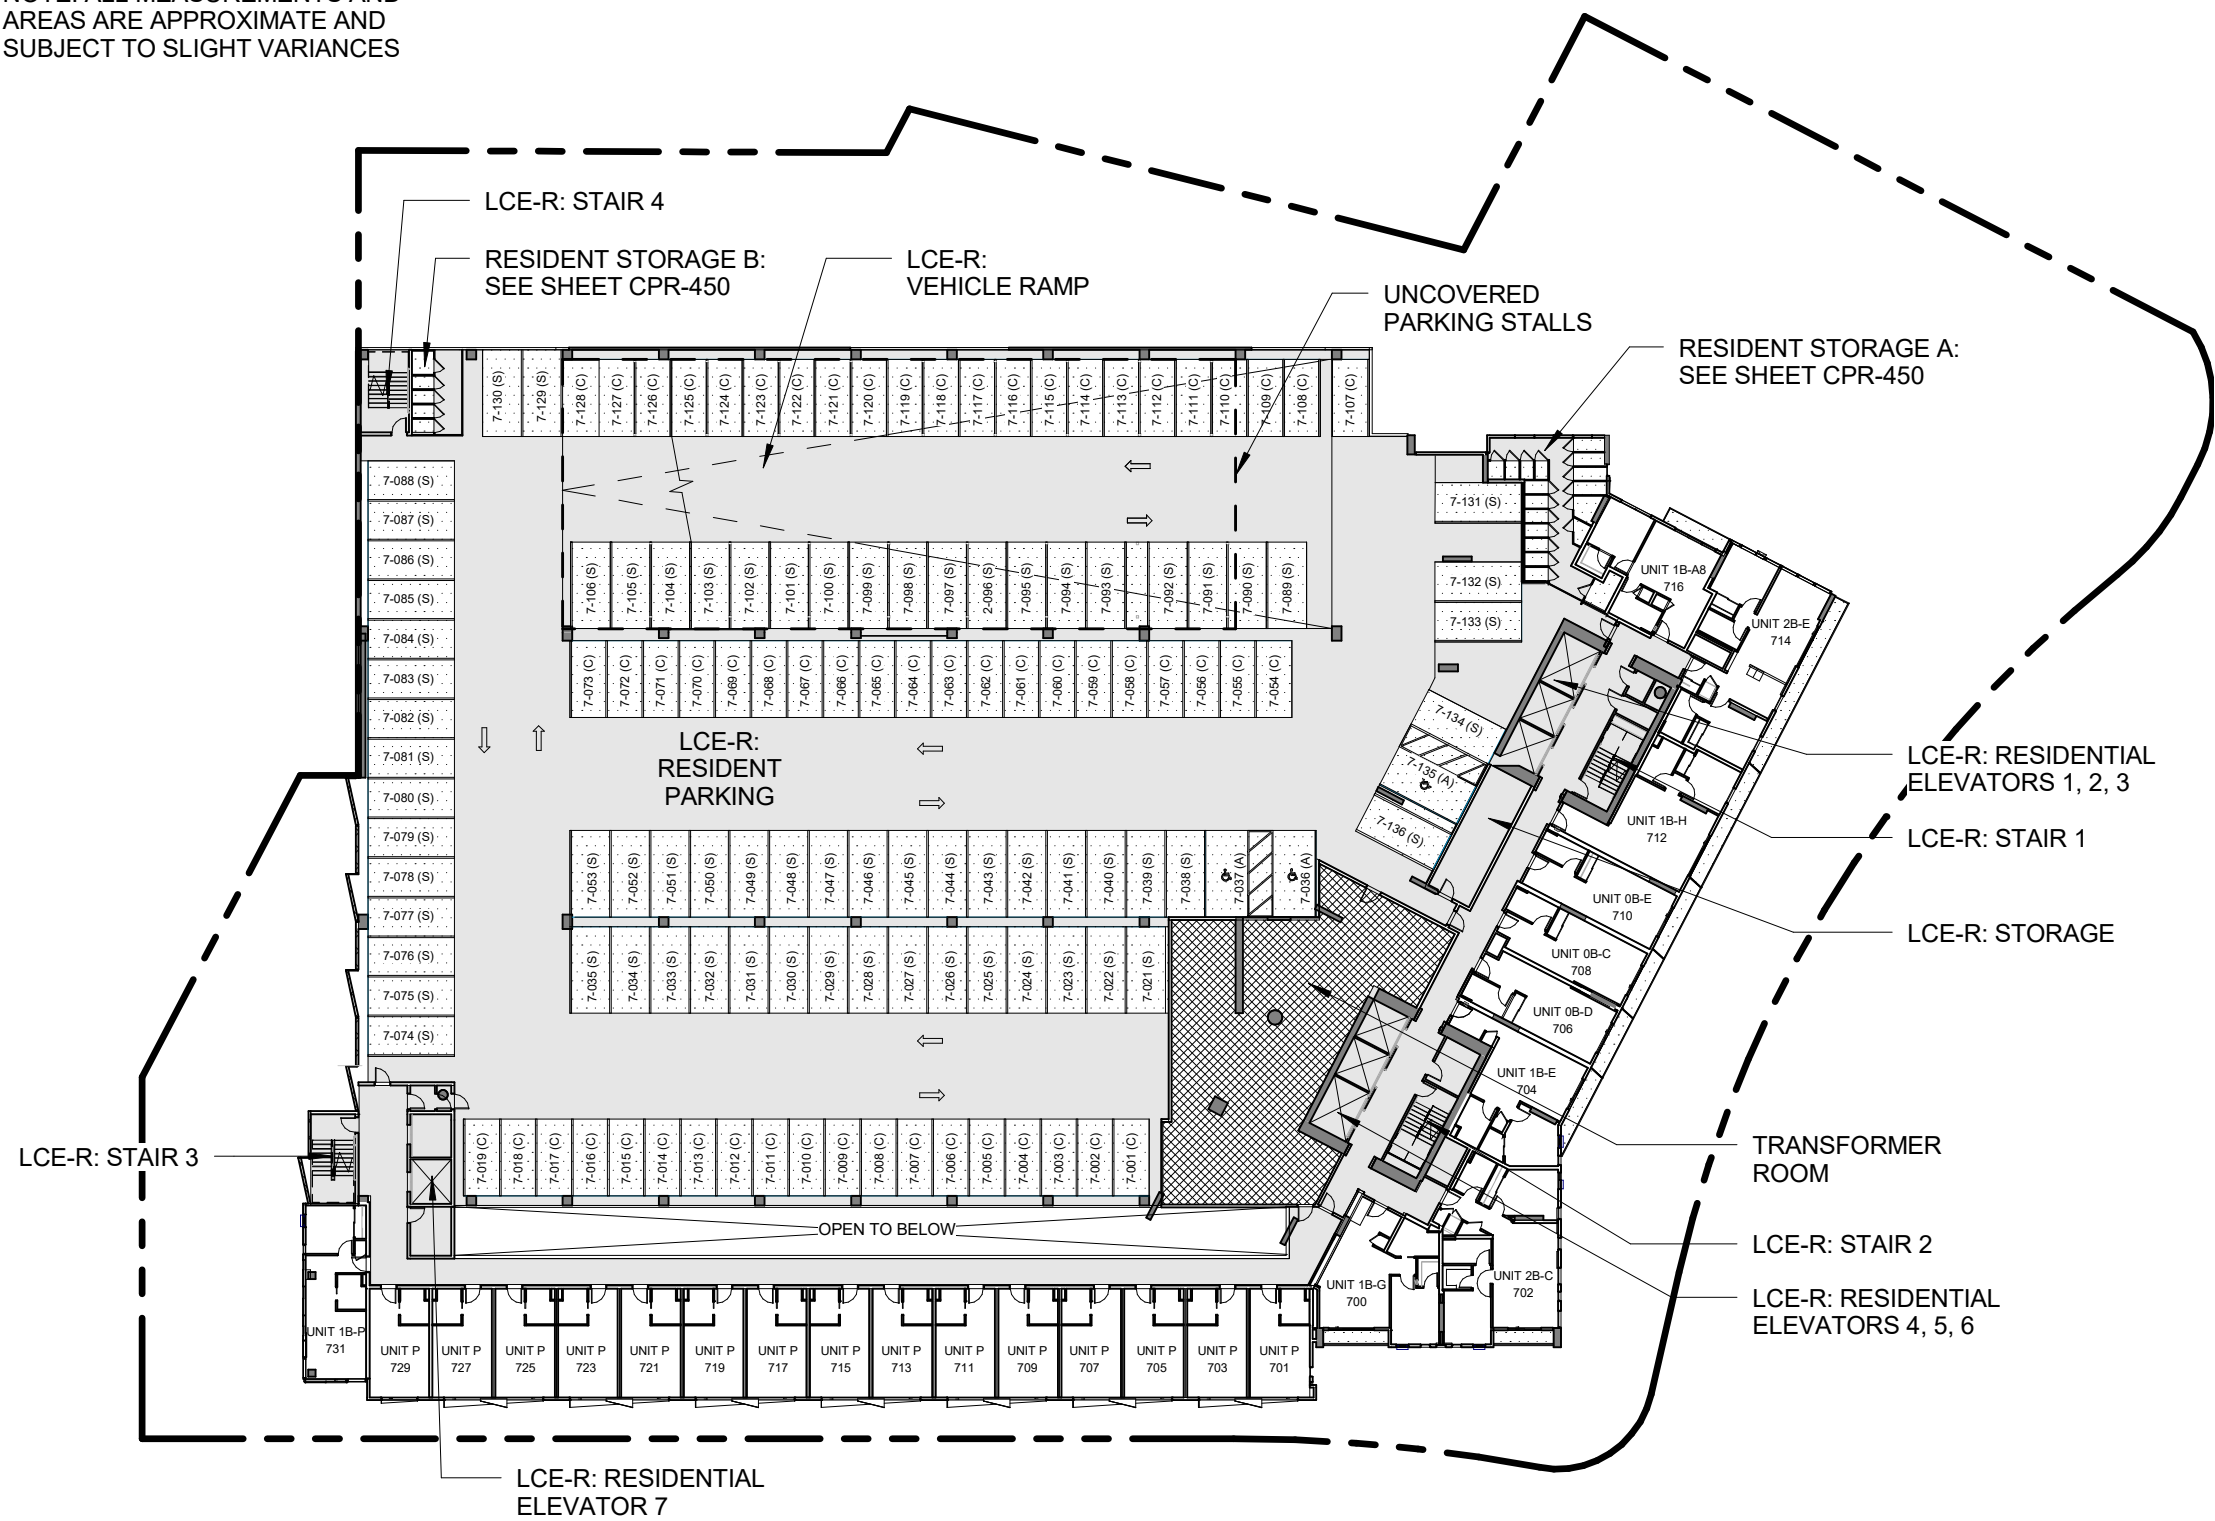 AREAS ARE APPROXIMATE AND
SUBJECT TO SLIGHT VARIANCES
LCE-R: STAIR 4
RESIDENT STORAGE B:
SEE SHEET CPR-450
LCE-R:
VEHICLE RAMP
UNCOVERED
PARKING STALLS
RESIDENT STORAGE A:
SEE SHEET CPR-450
7-130 (S)
7-129 (S)
7-128 (C)
7-127 (C)
7-126 (C)
7-125 (C)
7-124 (C)
7-123 (C)
7-122 (C)
7-121 (C)
7-120 (C)
7-119 (C)
7-118 (C)
7-117 (C)
7-116 (C)
7-115 (C)
7-114 (C)
7-113 (C)
7-112 (C)
7-111 (C)
7-110 (C)
7-109 (C)
7-108 (C)
7-107 (C)
7-088 (S)
7-087 (S)
7-086 (S)
7-085 (S)
7-084 (S)
7-083 (S)
7-082 (S)
7-081 (S)
7-080 (S)
7-079 (S)
7-078 (S)
7-077 (S)
7-076 (S)
7-075 (S)
7-074 (S)
7-106 (S)
7-105 (S)
7-104 (S)
7-103 (S)
7-102 (S)
7-101 (S)
7-100 (S)
7-099 (S)
7-098 (S)
7-097 (S)
2-096 (S)
7-095 (S)
7-094 (S)
7-093 (S)
7-092 (S)
7-091 (S)
7-090 (S)
7-089 (S)
7-131 (S)
7-132 (S)
7-133 (S)
7-073 (C)
7-072 (C)
7-071 (C)
7-070 (C)
7-069 (C)
7-068 (C)
7-067 (C)
7-066 (C)
7-065 (C)
7-064 (C)
7-063 (C)
7-062 (C)
7-061 (C)
7-060 (C)
7-059 (C)
7-058 (C)
7-057 (C)
7-056 (C)
7-055 (C)
7-054 (C)
7-134 (S)
7-135 (A)
7-136 (S)
LCE-R:
RESIDENT
PARKING
7-053 (S)
7-052 (S)
7-051 (S)
7-050 (S)
7-049 (S)
7-048 (S)
7-047 (S)
7-046 (S)
7-045 (S)
7-044 (S)
7-043 (S)
7-042 (S)
7-041 (S)
7-040 (S)
7-039 (S)
7-038 (S)
7-037 (A)
7-036 (A)
7-035 (S)
7-034 (S)
7-033 (S)
7-032 (S)
7-031 (S)
7-030 (S)
7-029 (S)
7-028 (S)
7-027 (S)
7-026 (S)
7-025 (S)
7-024 (S)
7-023 (S)
7-022 (S)
7-021 (S)
7-019 (C)
7-018 (C)
7-017 (C)
7-016 (C)
7-015 (C)
7-014 (C)
7-013 (C)
7-012 (C)
7-011 (C)
7-010 (C)
7-009 (C)
7-008 (C)
7-007 (C)
7-006 (C)
7-005 (C)
7-004 (C)
7-003 (C)
7-002 (C)
7-001 (C)
OPEN TO BELOW
UNIT 1B-A8
716
UNIT 2B-E
714
UNIT 1B-H
712
UNIT 0B-E
710
UNIT 0B-C
708
UNIT 0B-D
706
UNIT 1B-E
704
UNIT 2B-C
702
UNIT 1B-G
700
LCE-R: RESIDENTIAL
ELEVATORS 1, 2, 3
LCE-R: STAIR 1
LCE-R: STORAGE
TRANSFORMER
ROOM
LCE-R: STAIR 2
LCE-R: RESIDENTIAL
ELEVATORS 4, 5, 6
LCE-R: STAIR 3
UNIT 1B-P
731
UNIT P
729
UNIT P
727
UNIT P
725
UNIT P
723
UNIT P
721
UNIT P
719
UNIT P
717
UNIT P
715
UNIT P
713
UNIT P
711
UNIT P
709
UNIT P
707
UNIT P
705
UNIT P
703
UNIT P
701
LCE-R: RESIDENTIAL
ELEVATOR 7